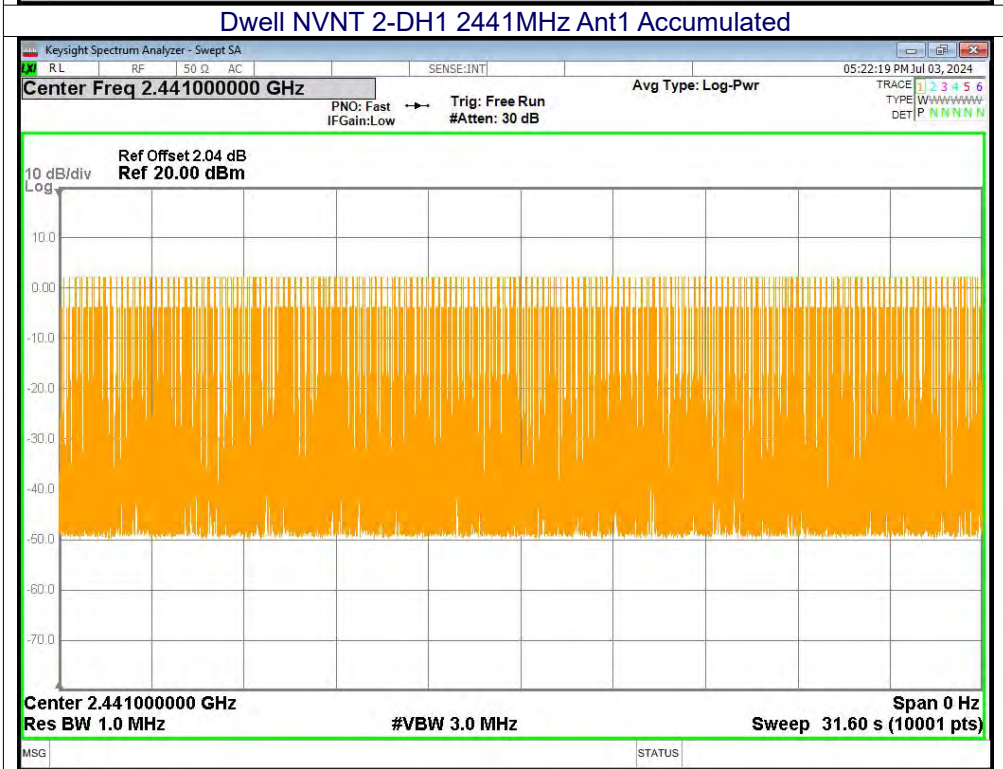 Dwell NVNT 2-DH1 2441MHz Ant1 Accumulated
Keysight Spectrum Analyzer - Swept SA
LXI RL RF 50 Ω AC SENSE:INT 05:22:19 PM Jul 03, 2024
Center Freq 2.441000000 GHz
PNO: Fast
IFGain:Low
Trig: Free Run
#Atten: 30 dB
Avg Type: Log-Pwr
TRACE 1 2 3 4 5 6
TYPE WWWWWW
DET P N N N N N
Ref Offset 2.04 dB
10 dB/div Ref 20.00 dBm
Log
10.0
0.00
-10.0
-20.0
-30.0
-40.0
-50.0
-60.0
-70.0
Center 2.441000000 GHz Span 0 Hz
Res BW 1.0 MHz #VBW 3.0 MHz Sweep 31.60 s (10001 pts)
MSG STATUS